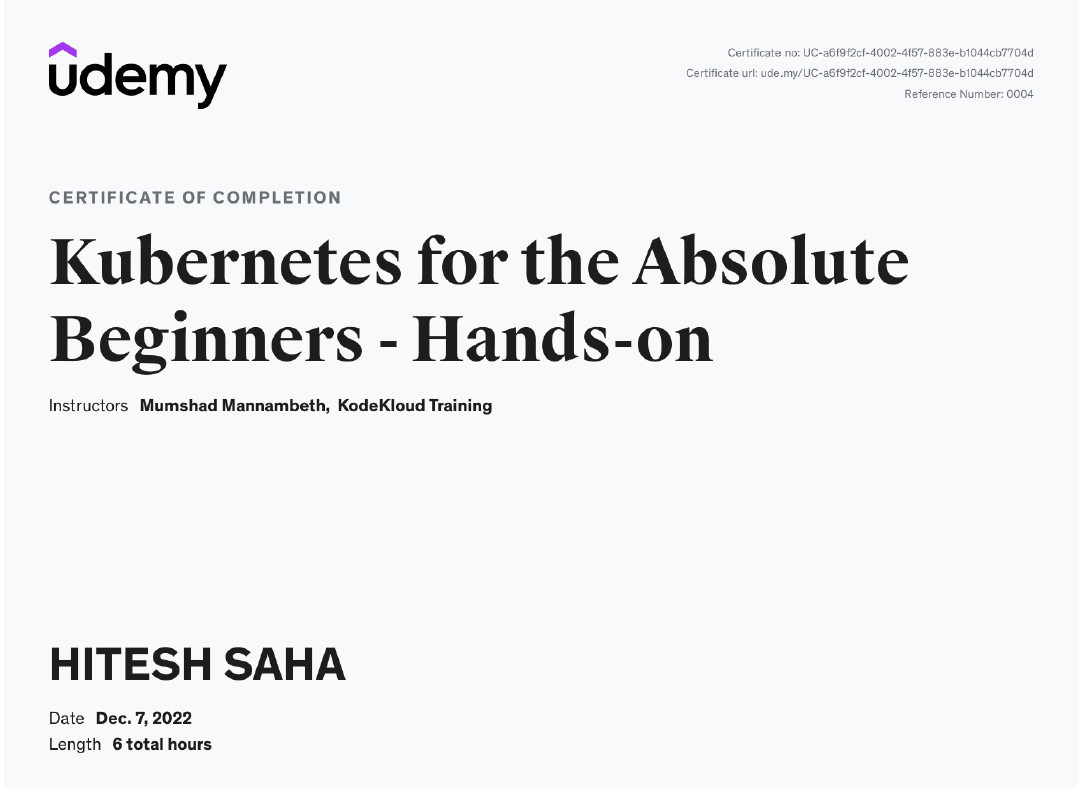 udemy
Certificate no: UC-a6f9f2cf-4002-4f57-883e-b1044cb7704d
Certificate url: ude.my/UC-a6f9f2cf-4002-4f57-883e-b1044cb7704d
Reference Number: 0004
CERTIFICATE OF COMPLETION
Kubernetes for the Absolute
Beginners - Hands-on
Instructors Mumshad Mannambeth, KodeKloud Training
HITESH SAHA
Date Dec. 7, 2022
Length 6 total hours